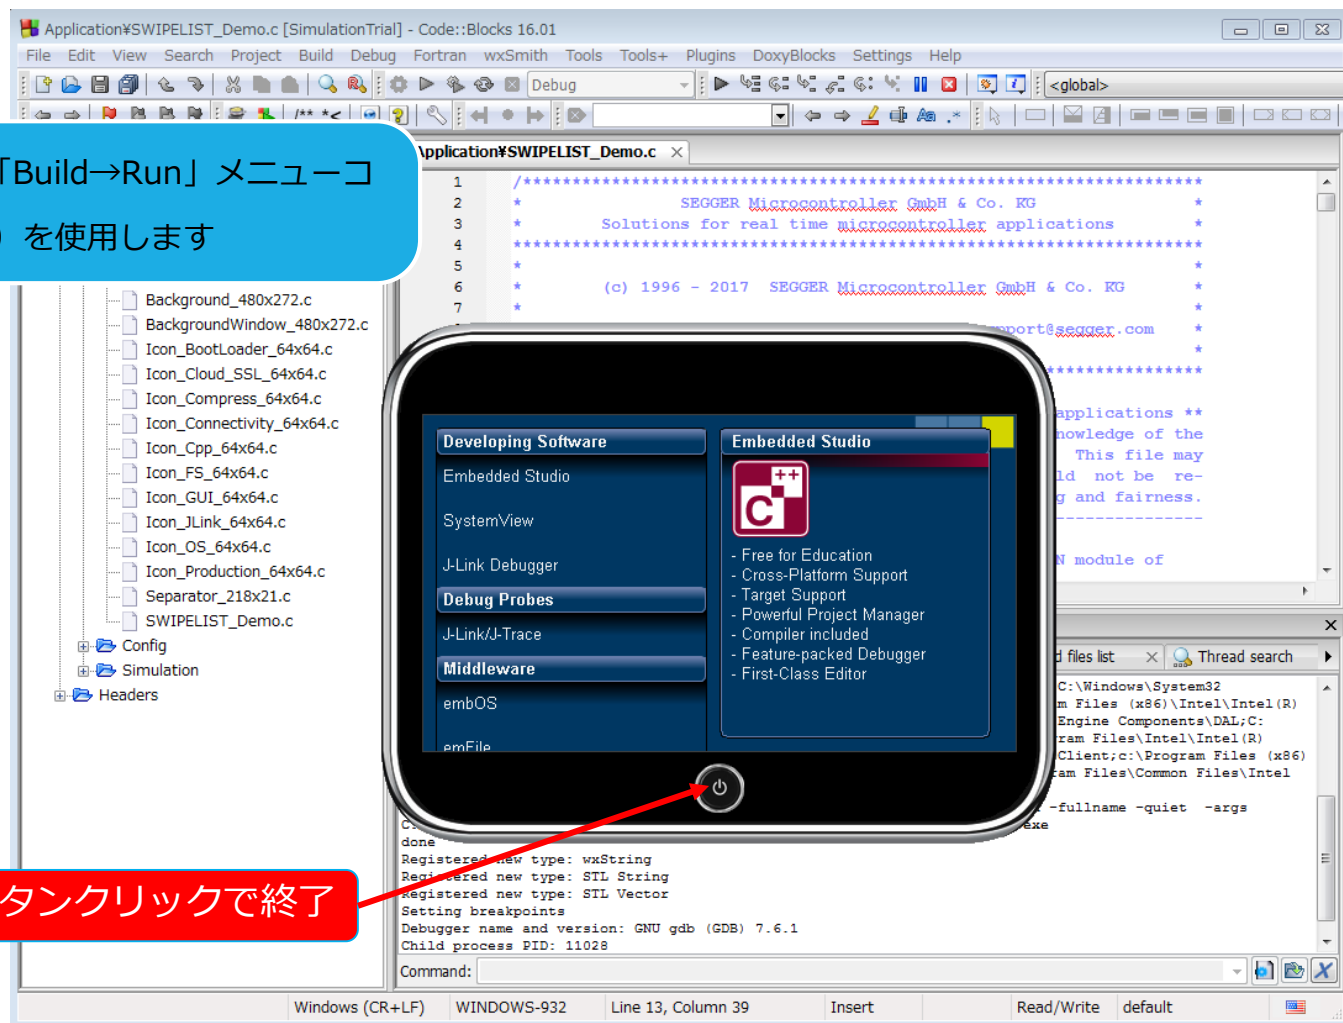 Application¥SWIPELIST_Demo.c [SimulationTrial] - Code::Blocks 16.01
File Edit View Search Project Build Debug Fortran wxSmith Tools Tools+ Plugins DoxyBlocks Settings Help
Debug
<global>
/** *<
「Build→Run」メニューコ
を使用します
Background_480x272.c
BackgroundWindow_480x272.c
Icon_BootLoader_64x64.c
Icon_Cloud_SSL_64x64.c
Icon_Compress_64x64.c
Icon_Connectivity_64x64.c
Icon_Cpp_64x64.c
Icon_FS_64x64.c
Icon_GUI_64x64.c
Icon_JLink_64x64.c
Icon_OS_64x64.c
Icon_Production_64x64.c
Separator_218x21.c
SWIPELIST_Demo.c
Config
Simulation
Headers
pplication¥SWIPELIST_Demo.c
1 /*********************************************************************
2 * SEGGER Microcontroller GmbH & Co. KG *
3 * Solutions for real time microcontroller applications *
4 **********************************************************************
5 * *
6 * (c) 1996 - 2017 SEGGER Microcontroller GmbH & Co. KG *
7 * *
pport@segger.com *
*
****************
applications **
nowledge of the
This file may
ld not be re-
g and fairness.
---------------
N module of
Developing Software
Embedded Studio
SystemView
J-Link Debugger
Debug Probes
J-Link/J-Trace
Middleware
embOS
emFile
Embedded Studio
C++
- Free for Education
- Cross-Platform Support
- Target Support
- Powerful Project Manager
- Compiler included
- Feature-packed Debugger
- First-Class Editor
d files list Thread search
C:\Windows\System32
m Files (x86)\Intel\Intel(R)
Engine Components\DAL;C:
ram Files\Intel\Intel(R)
Client;c:\Program Files (x86)
am Files\Common Files\Intel
-fullname -quiet -args
exe
done
Registered new type: wxString
Registered new type: STL String
Registered new type: STL Vector
Setting breakpoints
Debugger name and version: GNU gdb (GDB) 7.6.1
Child process PID: 11028
タンクリックで終了
Command:
Windows (CR+LF) WINDOWS-932 Line 13, Column 39 Insert Read/Write default